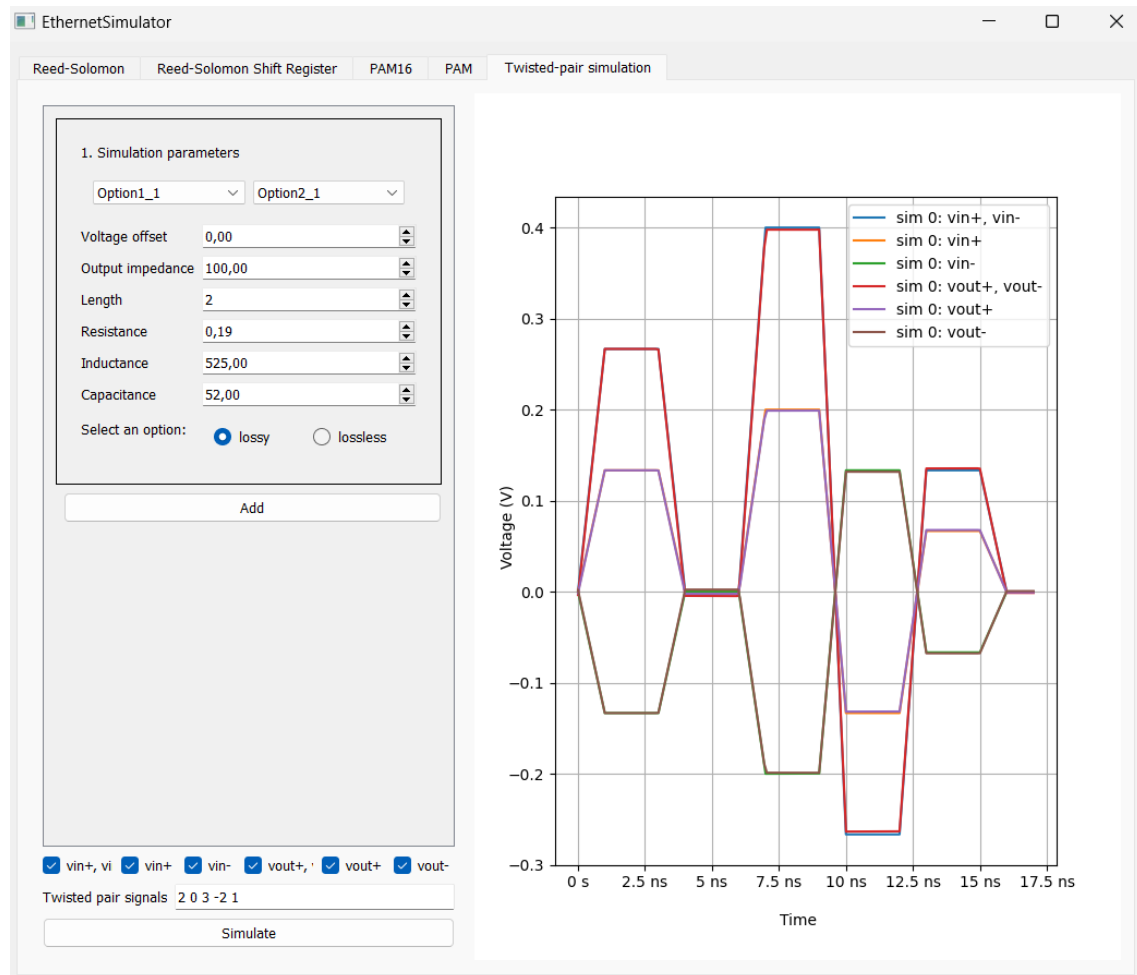 EthernetSimulator
Reed-Solomon Reed-Solomon Shift Register PAM16 PAM Twisted-pair simulation
1. Simulation parameters
Option1_1 Option2_1
Voltage offset 0,00
Output impedance 100,00
Length 2
Resistance 0,19
Inductance 525,00
Capacitance 52,00
Select an option: lossy lossless
Add
vin+, vi vin+ vin- vout+, vout+ vout-
Twisted pair signals 2 0 3 -2 1
Simulate
sim 0: vin+, vin-
sim 0: vin+
sim 0: vin-
sim 0: vout+, vout-
sim 0: vout+
sim 0: vout-
Voltage (V)
0.4
0.3
0.2
0.1
0.0
−0.1
−0.2
−0.3
0 s 2.5 ns 5 ns 7.5 ns 10 ns 12.5 ns 15 ns 17.5 ns
Time